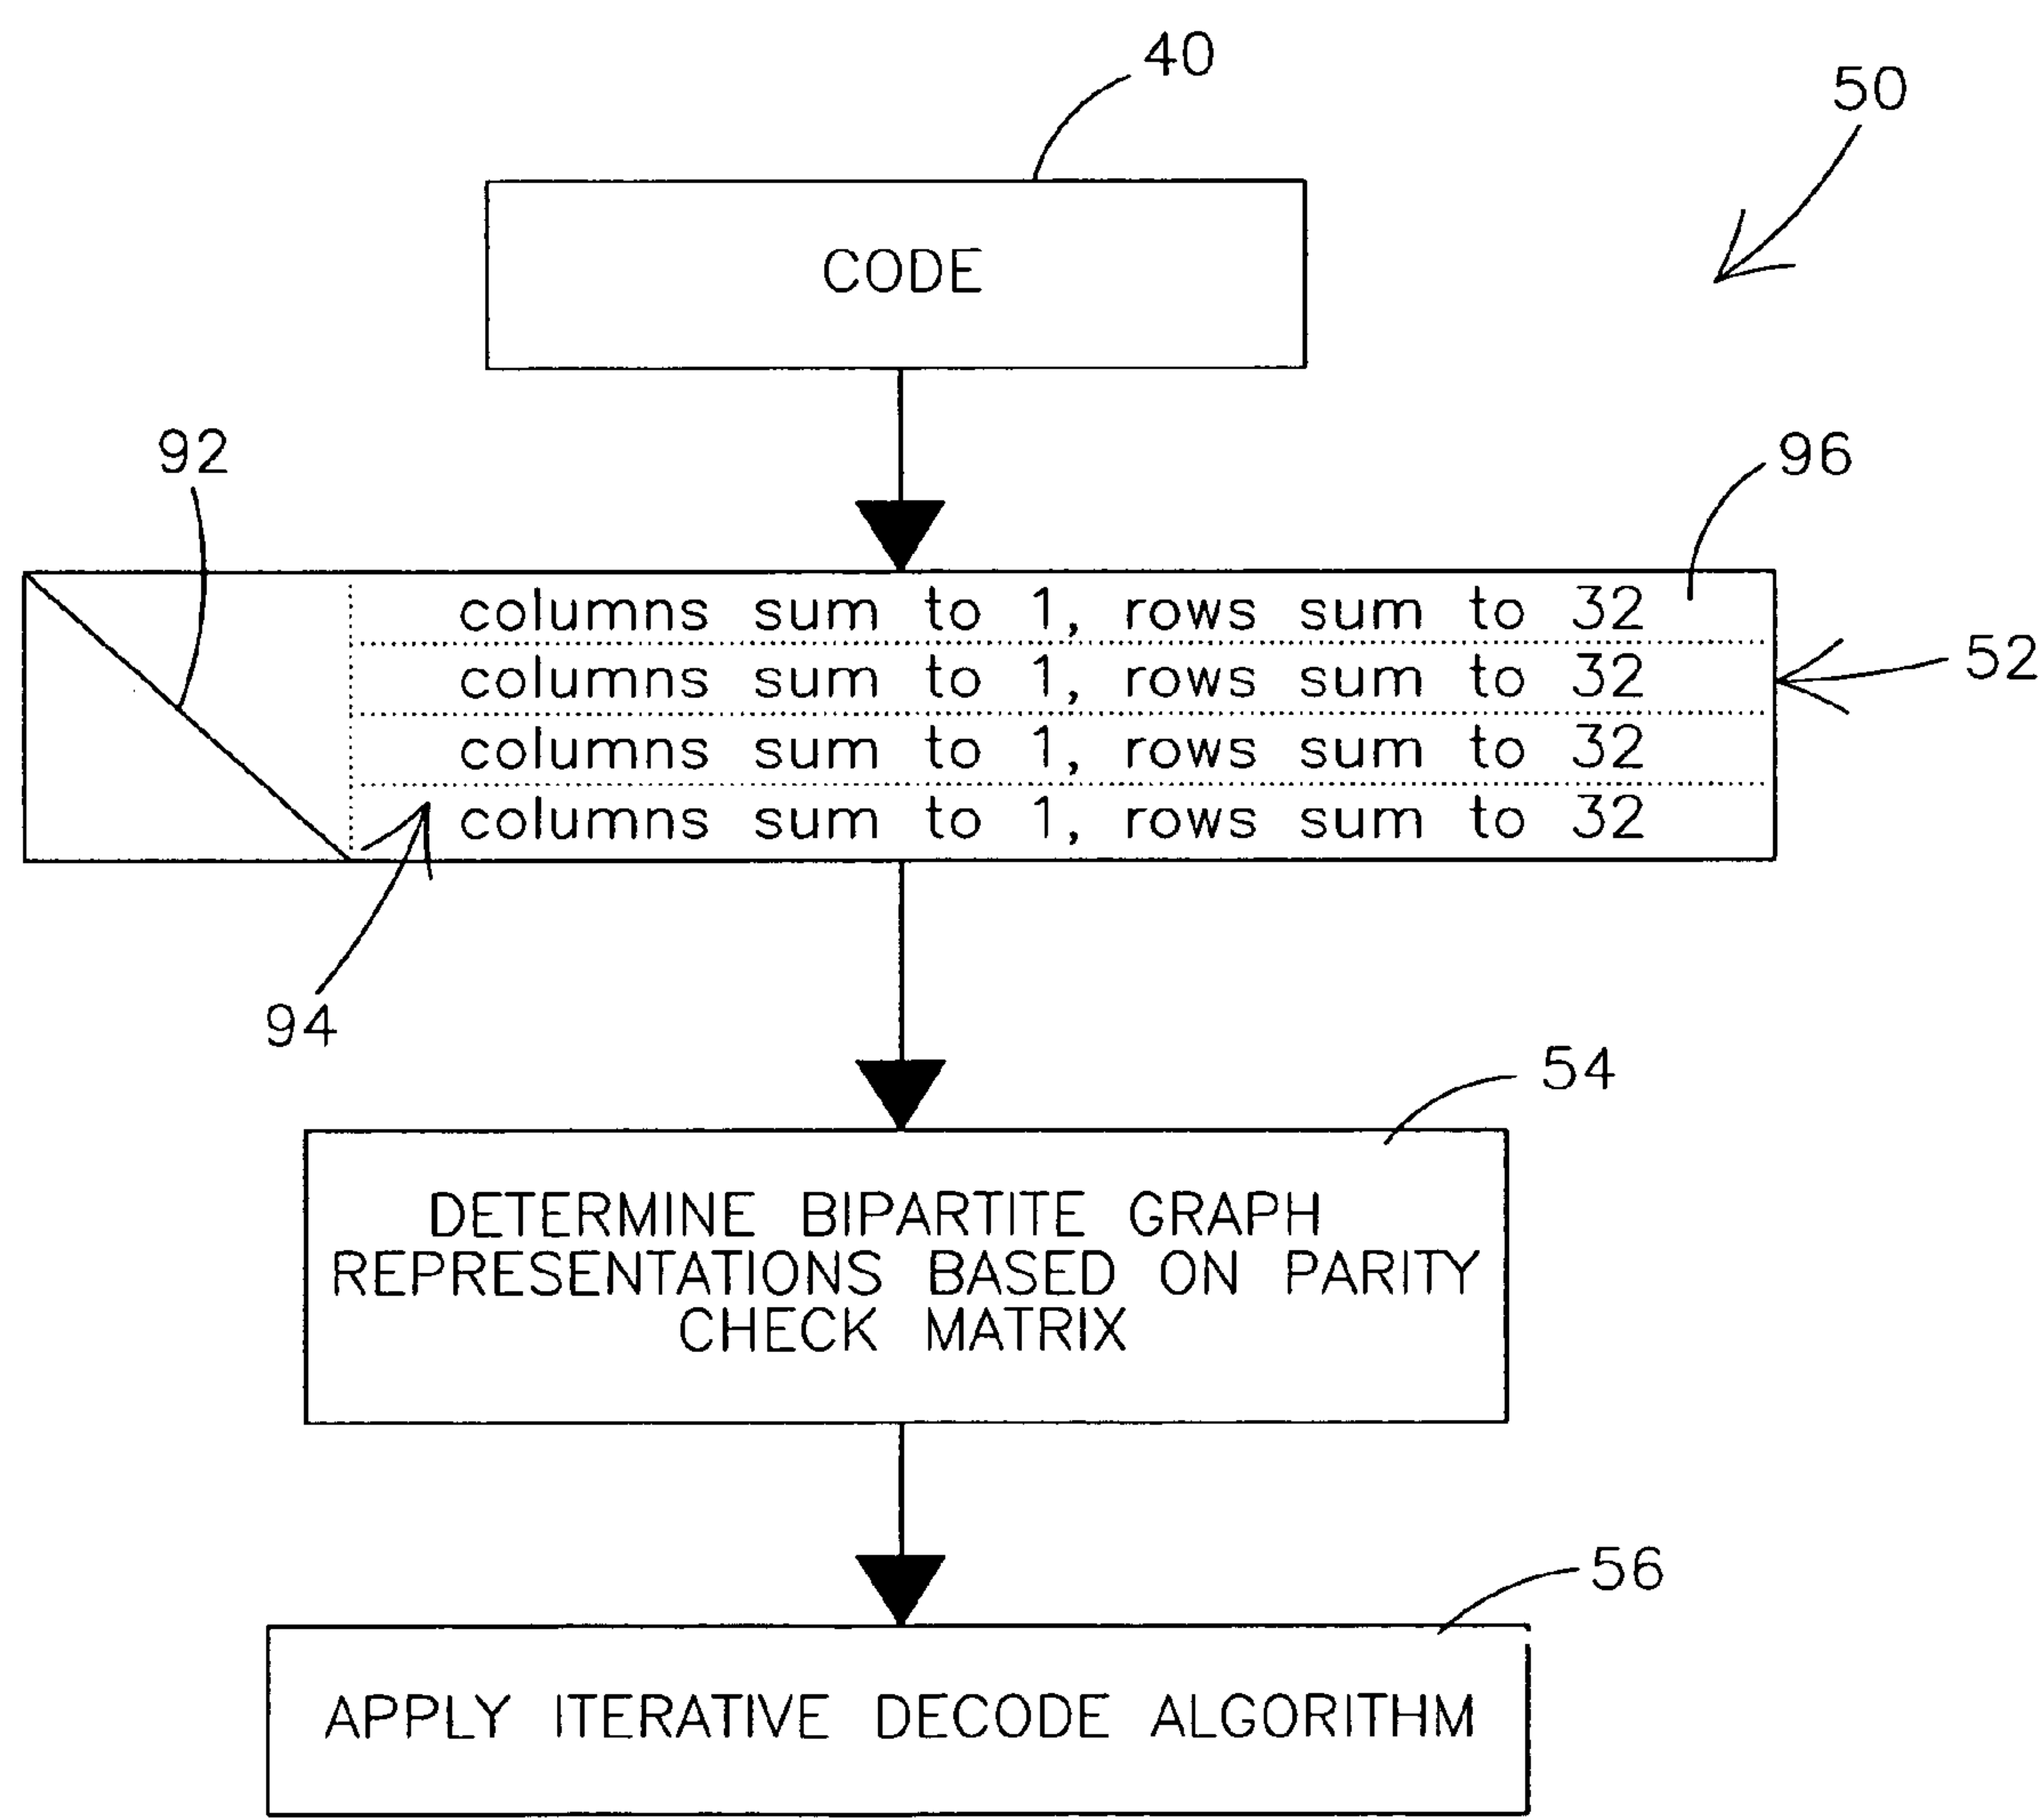 40
50
CODE
92
96
columns sum to 1, rows sum to 32
columns sum to 1, rows sum to 32
52
columns sum to 1, rows sum to 32
columns sum to 1, rows sum to 32
94
54
DETERMINE BIPARTITE GRAPH
REPRESENTATIONS BASED ON PARITY
CHECK MATRIX
56
APPLY ITERATIVE DECODE ALGORITHM